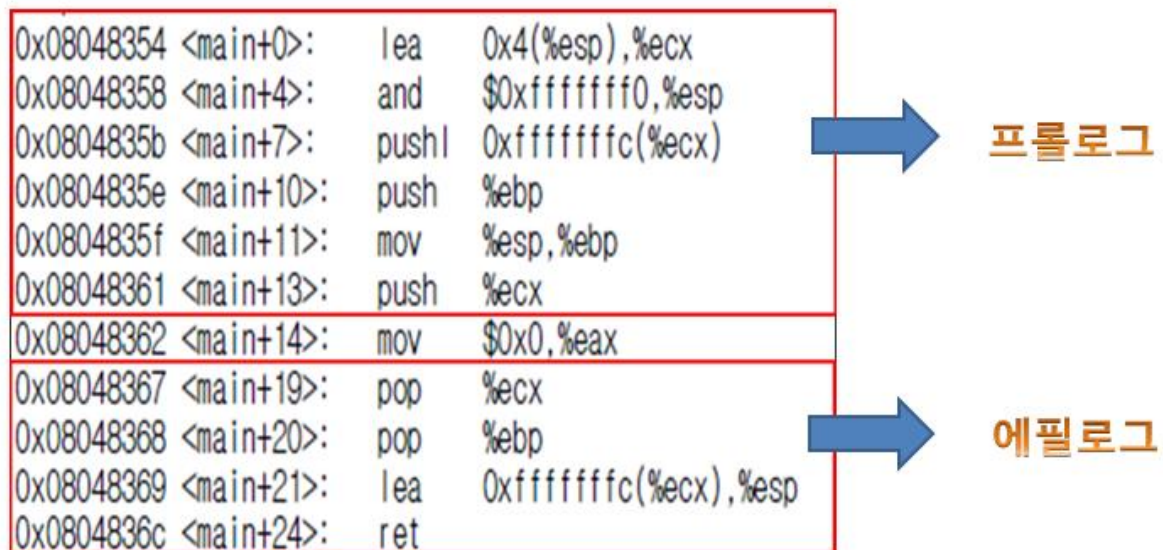 0x08048354 <main+0>: lea 0x4(%esp),%ecx
0x08048358 <main+4>: and $0xfffffff0,%esp
0x0804835b <main+7>: pushl 0xfffffffc(%ecx)
0x0804835e <main+10>: push %ebp
0x0804835f <main+11>: mov %esp,%ebp
0x08048361 <main+13>: push %ecx
프롤로그
0x08048362 <main+14>: mov $0x0,%eax
0x08048367 <main+19>: pop %ecx
0x08048368 <main+20>: pop %ebp
0x08048369 <main+21>: lea 0xfffffffc(%ecx),%esp
0x0804836c <main+24>: ret
에필로그